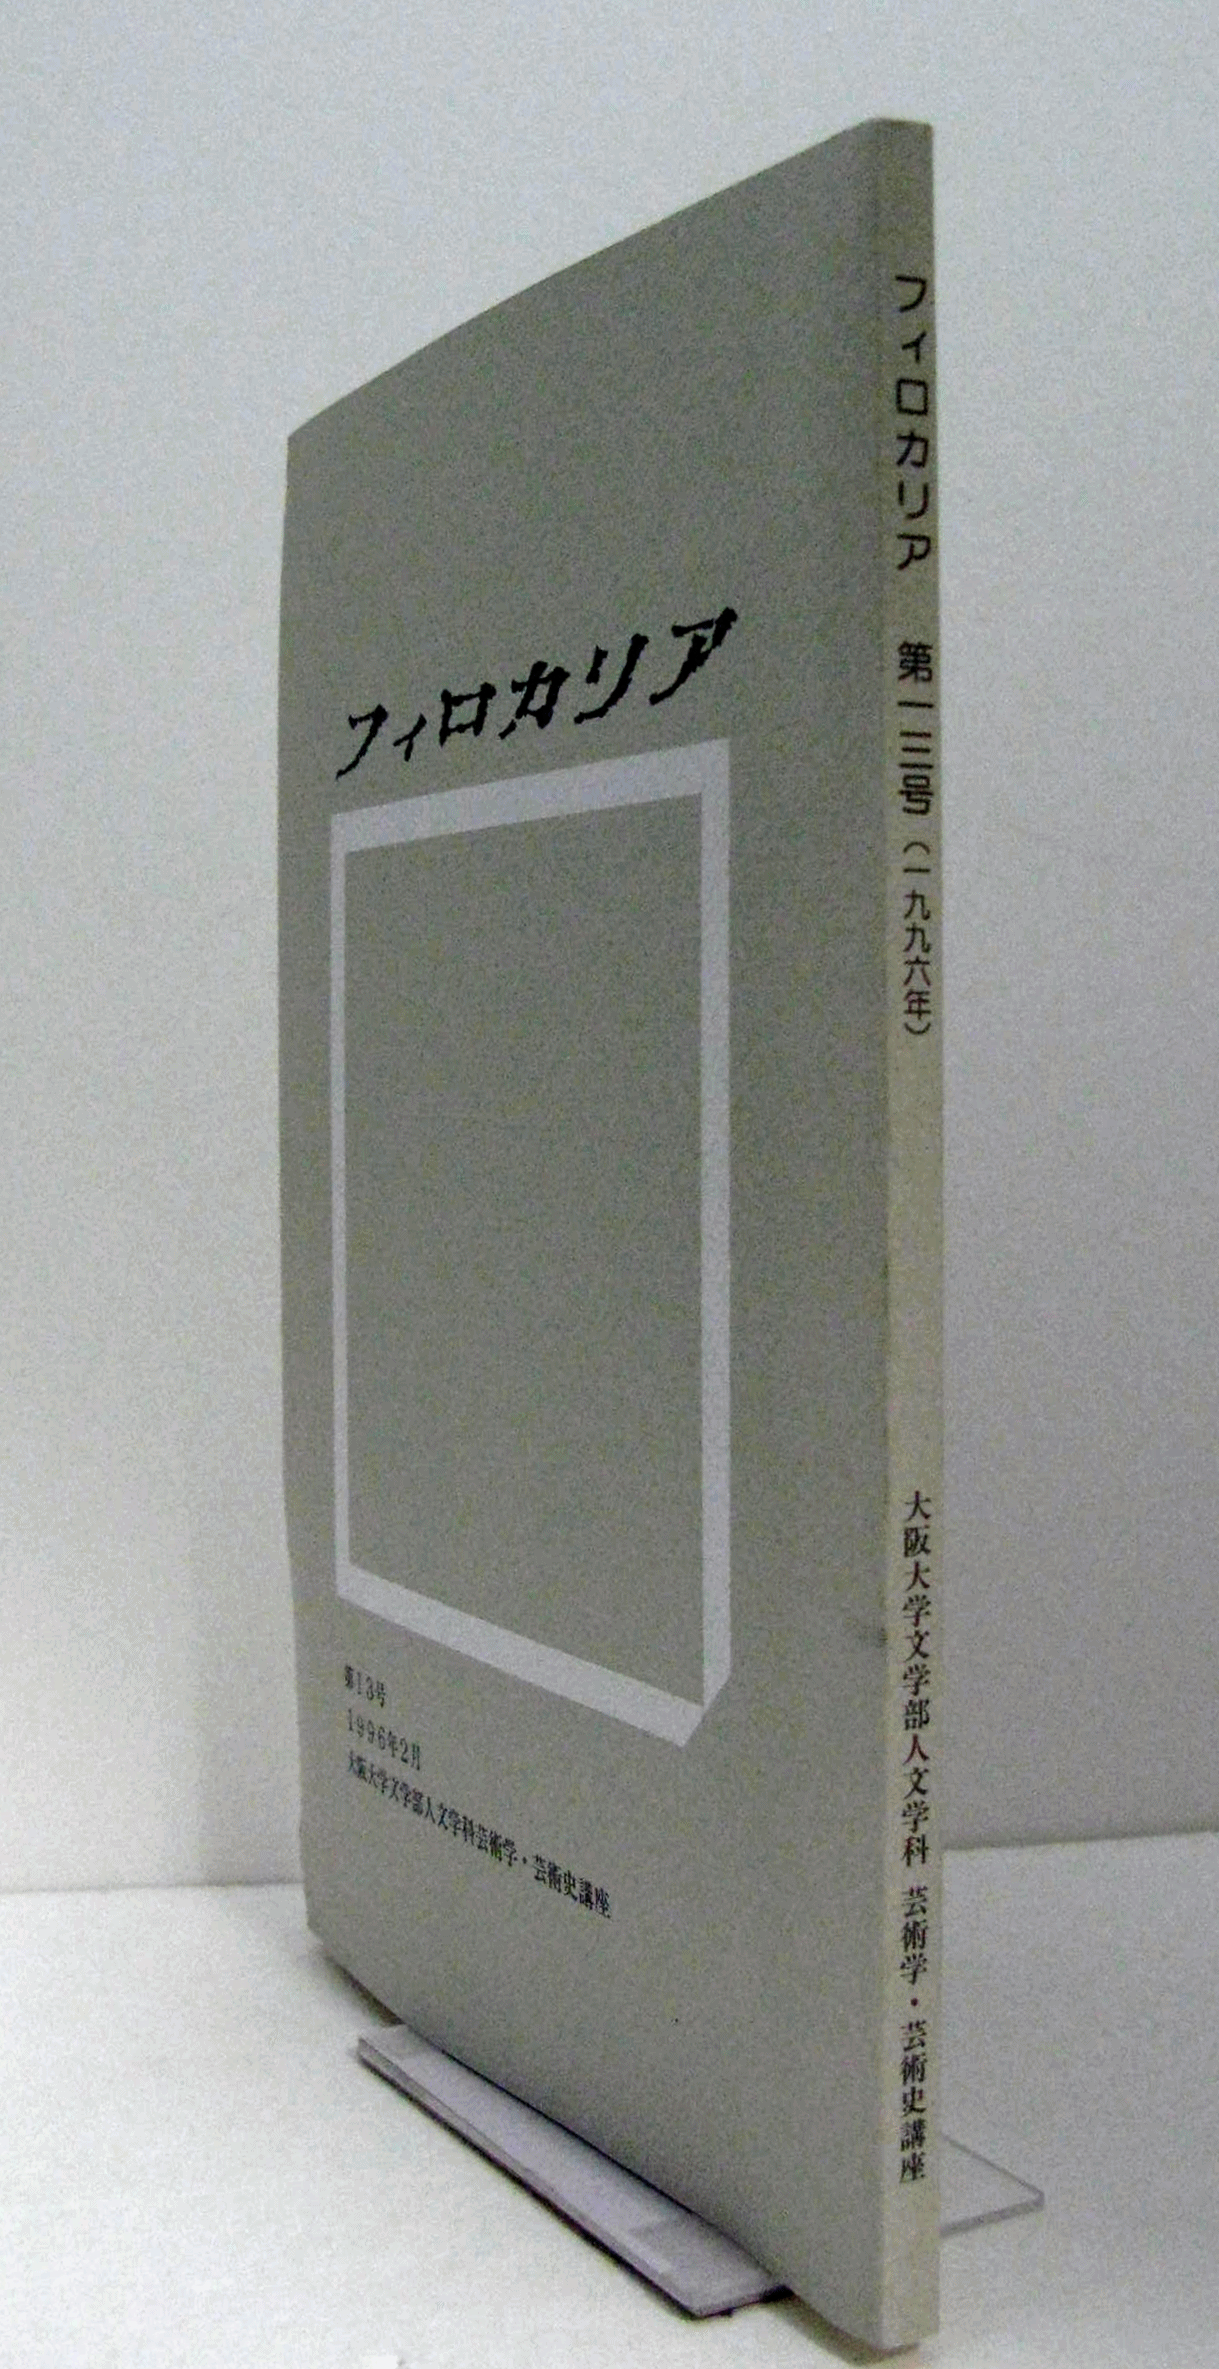 フィロカリア
第13号
1996年2月
大阪大学文学部人文学科芸術学・芸術史講座
フィロカリア 第一三号（一九九六年） 大阪大学文学部人文学科 芸術学・芸術史講座